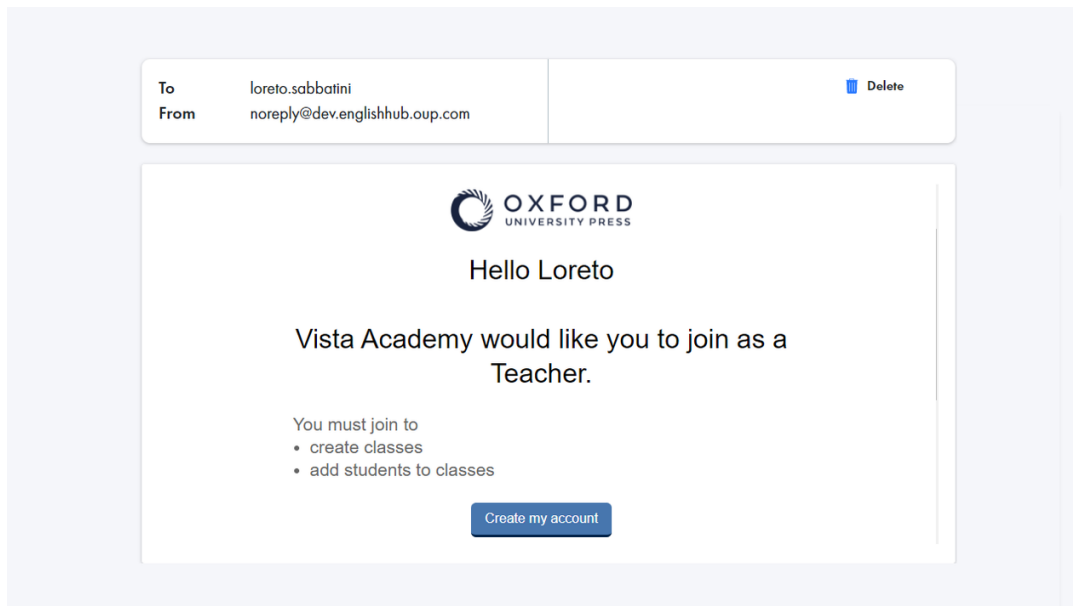 To loreto.sabbatini
From noreply@dev.englishhub.oup.com
Delete
OXFORD
UNIVERSITY PRESS
Hello Loreto
Vista Academy would like you to join as a
Teacher.
You must join to
• create classes
• add students to classes
Create my account